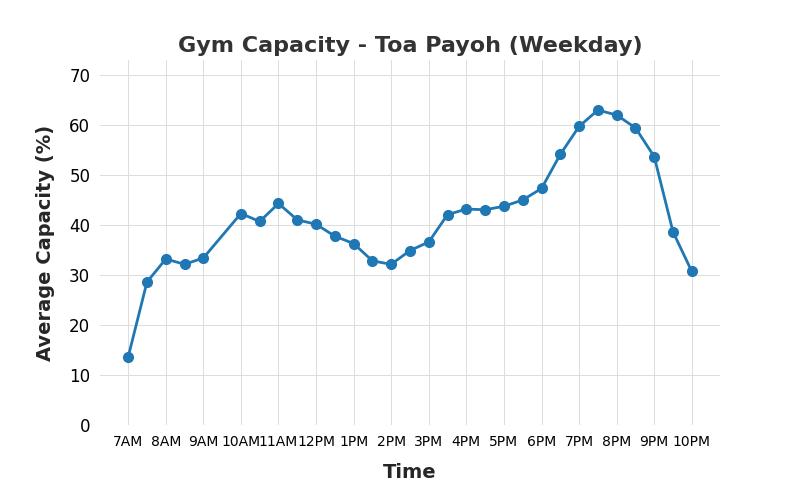 Gym Capacity - Toa Payoh (Weekday)
70
60
50
40
30
20
10
0
Average Capacity (%)
7AM 8AM 9AM 10AM 11AM 12PM 1PM 2PM 3PM 4PM 5PM 6PM 7PM 8PM 9PM 10PM
Time